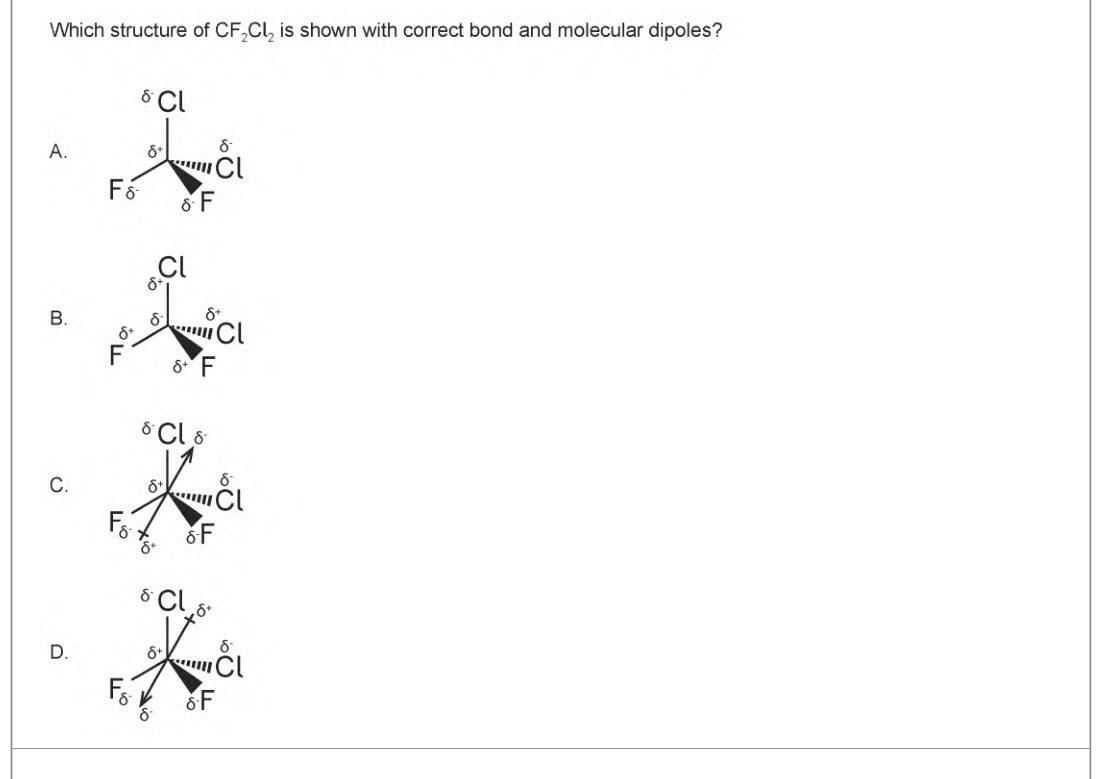 Which structure of CF₂Cl₂ is shown with correct bond and molecular dipoles?
δ⁻ Cl
A.
δ⁺
δ⁻
Cl
F δ⁻
δ⁻ F
Cl
δ⁺
B.
δ⁻
δ⁺
δ⁺
Cl
F
δ⁺ F
δ⁻ Cl δ⁻
C.
δ⁺
δ⁻
Cl
F δ⁻
δ⁺
δ⁻ F
δ⁻ Cl δ⁺
D.
δ⁺
δ⁻
Cl
F δ⁻
δ⁻
δ⁻ F